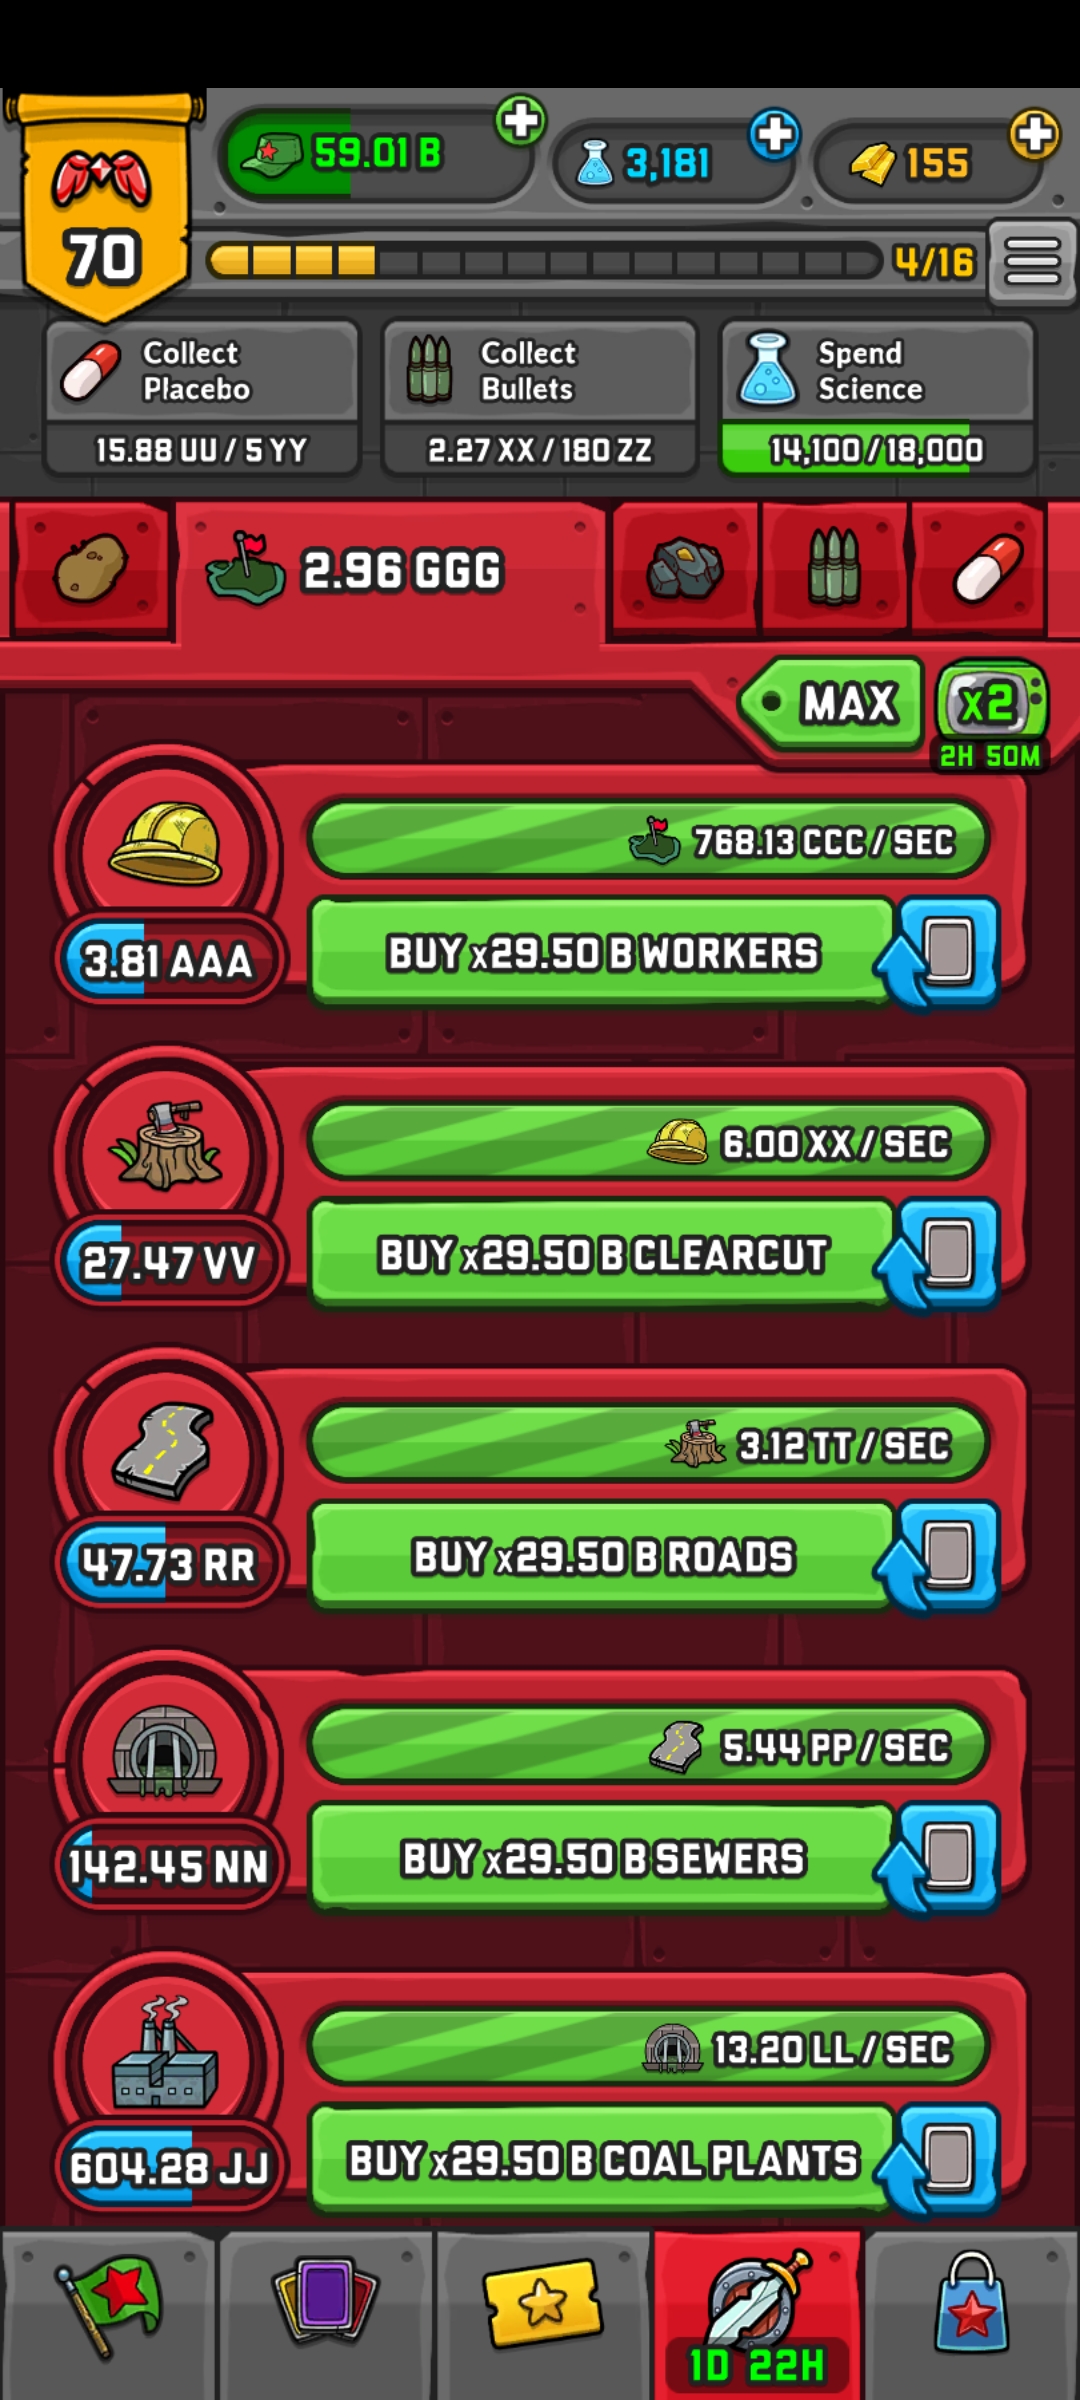 59.01 B
3,181
155
70
4/16
Collect
Placebo
15.88 UU / 5 YY
Collect
Bullets
2.27 XX / 180 ZZ
Spend
Science
14,100 / 18,000
2.96 GGG
MAX
x2
2H 50M
768.13 CCC / SEC
3.81 AAA
BUY x29.50 B WORKERS
6.00 XX / SEC
27.47 VV
BUY x29.50 B CLEARCUT
3.12 TT / SEC
47.73 RR
BUY x29.50 B ROADS
5.44 PP / SEC
142.45 NN
BUY x29.50 B SEWERS
13.20 LL / SEC
604.28 JJ
BUY x29.50 B COAL PLANTS
1D 22H